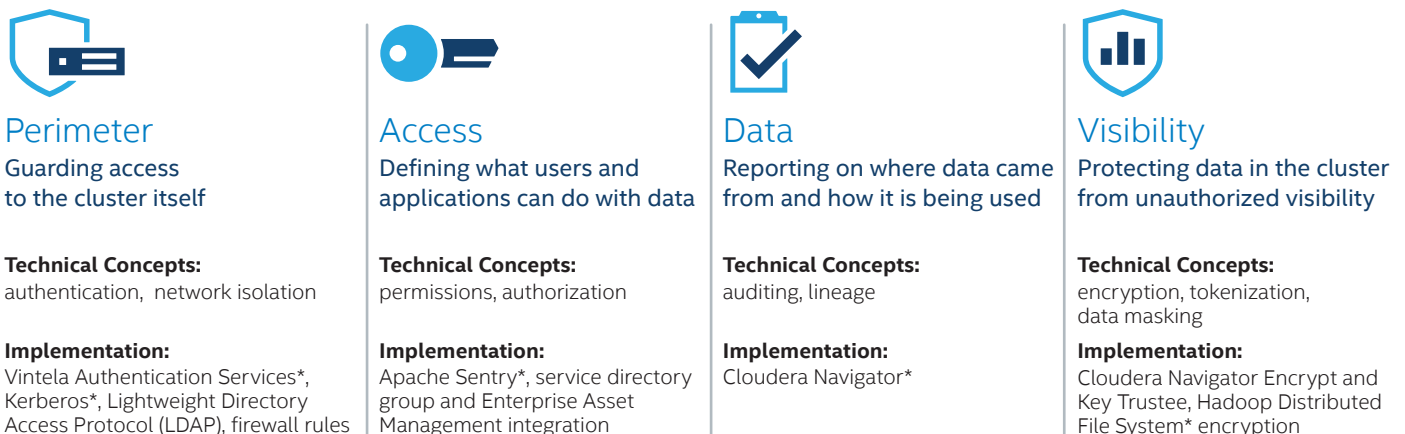 Perimeter
Guarding access
to the cluster itself
Technical Concepts:
authentication, network isolation
Implementation:
Vintela Authentication Services*,
Kerberos*, Lightweight Directory
Access Protocol (LDAP), firewall rules
Access
Defining what users and
applications can do with data
Technical Concepts:
permissions, authorization
Implementation:
Apache Sentry*, service directory
group and Enterprise Asset
Management integration
Data
Reporting on where data came
from and how it is being used
Technical Concepts:
auditing, lineage
Implementation:
Cloudera Navigator*
Visibility
Protecting data in the cluster
from unauthorized visibility
Technical Concepts:
encryption, tokenization,
data masking
Implementation:
Cloudera Navigator Encrypt and
Key Trustee, Hadoop Distributed
File System* encryption